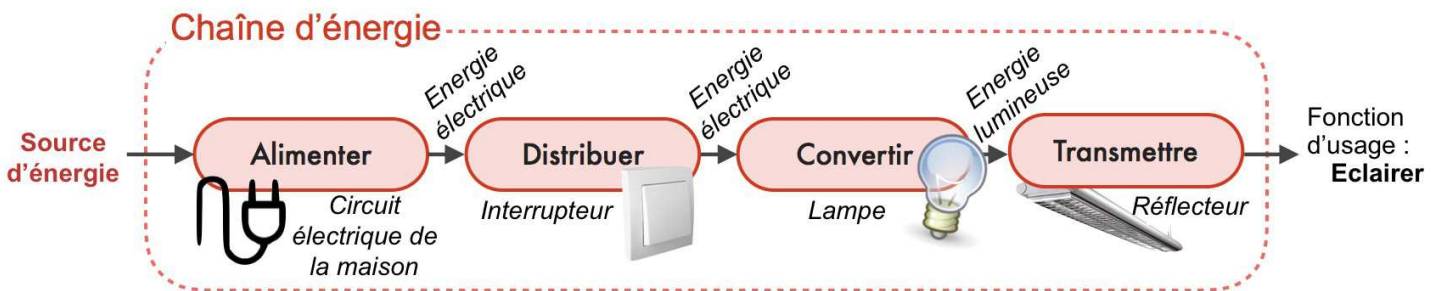 Chaîne d'énergie
Source
d'énergie
Alimenter
Circuit
électrique de
la maison
Energie
électrique
Distribuer
Interrupteur
Energie
électrique
Convertir
Lampe
Energie
lumineuse
Transmettre
Réflecteur
Fonction
d'usage :
Eclairer